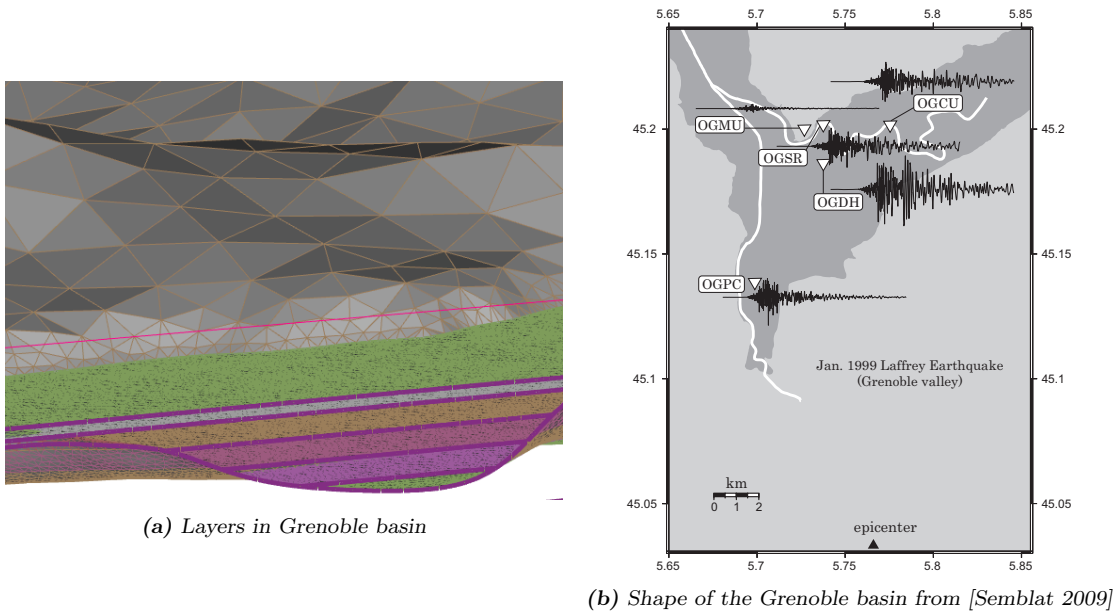 (a) Layers in Grenoble basin
5.65 5.7 5.75 5.8 5.85
45.2 45.2
45.15 45.15
45.1 45.1
45.05 45.05
OGCU
OGMU
OGSR
OGDH
OGPC
Jan. 1999 Laffrey Earthquake
(Grenoble valley)
km
0 1 2
epicenter
5.65 5.7 5.75 5.8 5.85
(b) Shape of the Grenoble basin from [Semblat 2009]